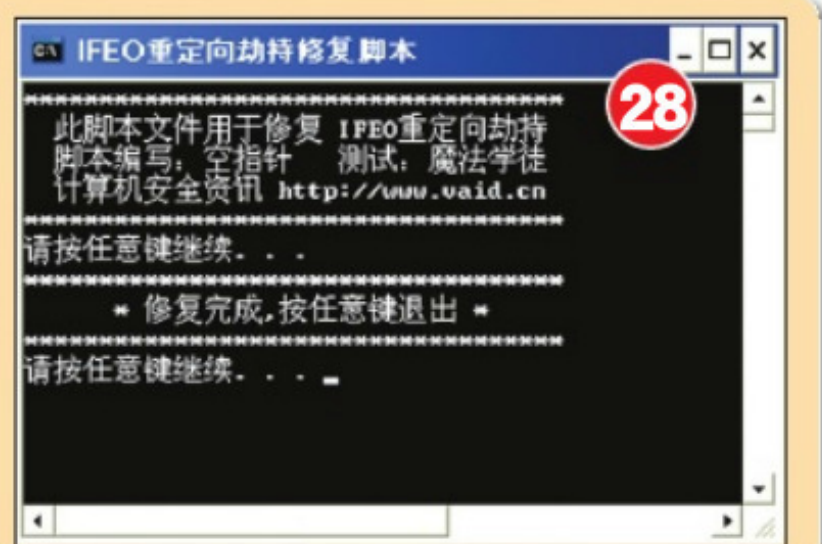 IFEO重定向劫持修复脚本
28
*************************************
此脚本文件用于修复 IFEO重定向劫持
脚本编写：空指针 测试：魔法学徒
计算机安全资讯 http://www.vaid.cn
*************************************
请按任意键继续. . .
*************************************
* 修复完成,按任意键退出 *
*************************************
请按任意键继续. . .